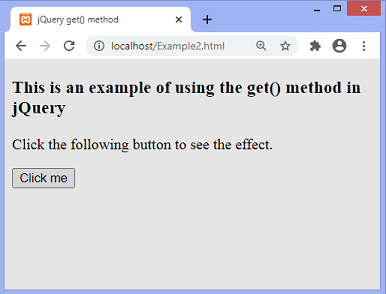 jQuery get() method
localhost/Example2.html
This is an example of using the get() method in
jQuery
Click the following button to see the effect.
Click me